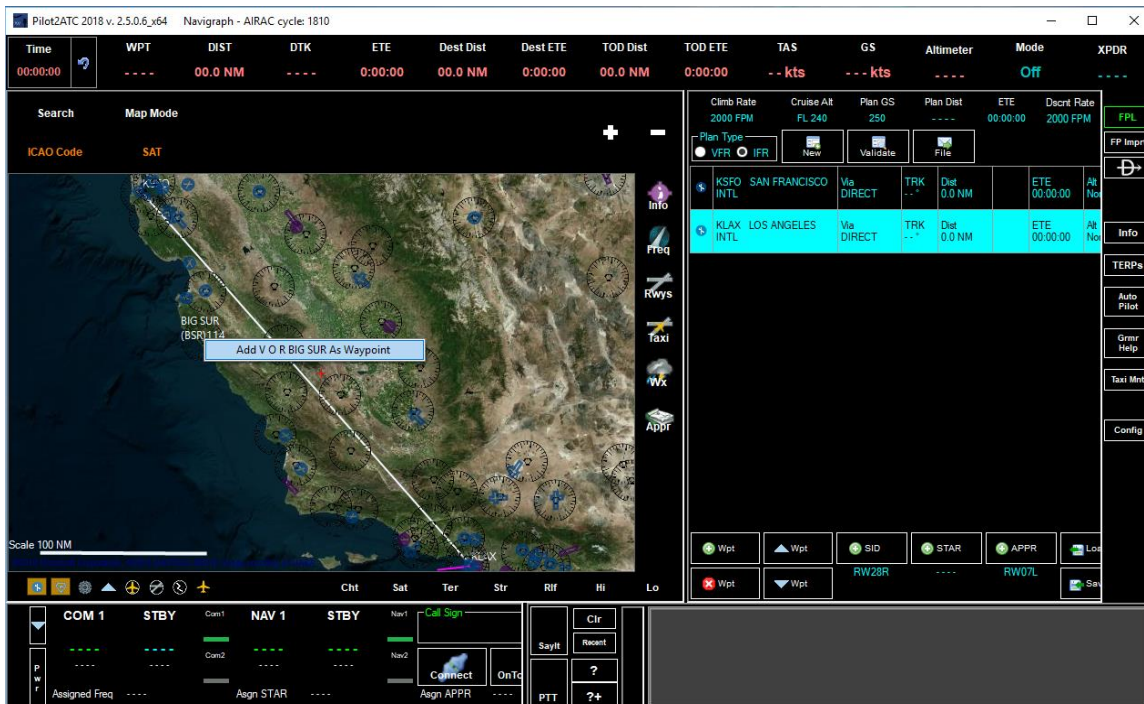 Pilot2ATC 2018 v. 2.5.0.6_x64 Navigraph - AIRAC cycle: 1810
Time WPT DIST DTK ETE Dest Dist Dest ETE TOD Dist TOD ETE TAS GS Altimeter Mode XPDR
00:00:00 - - - - 00.0 NM - - - - 0:00:00 00.0 NM 0:00:00 00.0 NM 0:00:00 - - kts - - - kts - - - - Off - - - -
Search Map Mode
ICAO Code SAT
Climb Rate Cruise Alt Plan GS Plan Dist ETE Dscnt Rate
2000 FPM FL 240 250 - - - - 00:00:00 2000 FPM
Plan Type
VFR IFR
New
Validate
File
KSFO SAN FRANCISCO INTL Via DIRECT TRK - - ° Dist 0.0 NM ETE 00:00:00 Alt
KLAX LOS ANGELES INTL Via DIRECT TRK - - ° Dist 0.0 NM ETE 00:00:00 Alt
FPL
FP Impr
D
Info
TERPs
Auto Pilot
Grmr Help
Taxi Mnt
Config
Info
Freq
Rwys
Taxi
Wx
Appr
BIG SUR
(BSR)114
Add V O R BIG SUR As Waypoint
KLAX
Scale 100 NM
Cht Sat Ter Str Rlf Hi Lo
Wpt Wpt SID STAR APPR
RW28R - - - - RW07L
Wpt Wpt
COM 1 STBY Com1 NAV 1 STBY Nav1 Call Sign
- - - - - - - - - - - - - - - -
- - - - - - - - Com2 - - - - - - - - Nav2
Pwr
Connect
Assigned Freq - - - - Asgn STAR - - - - Asgn APPR - - - -
SayIt
Clr
Recent
PTT
?
?+